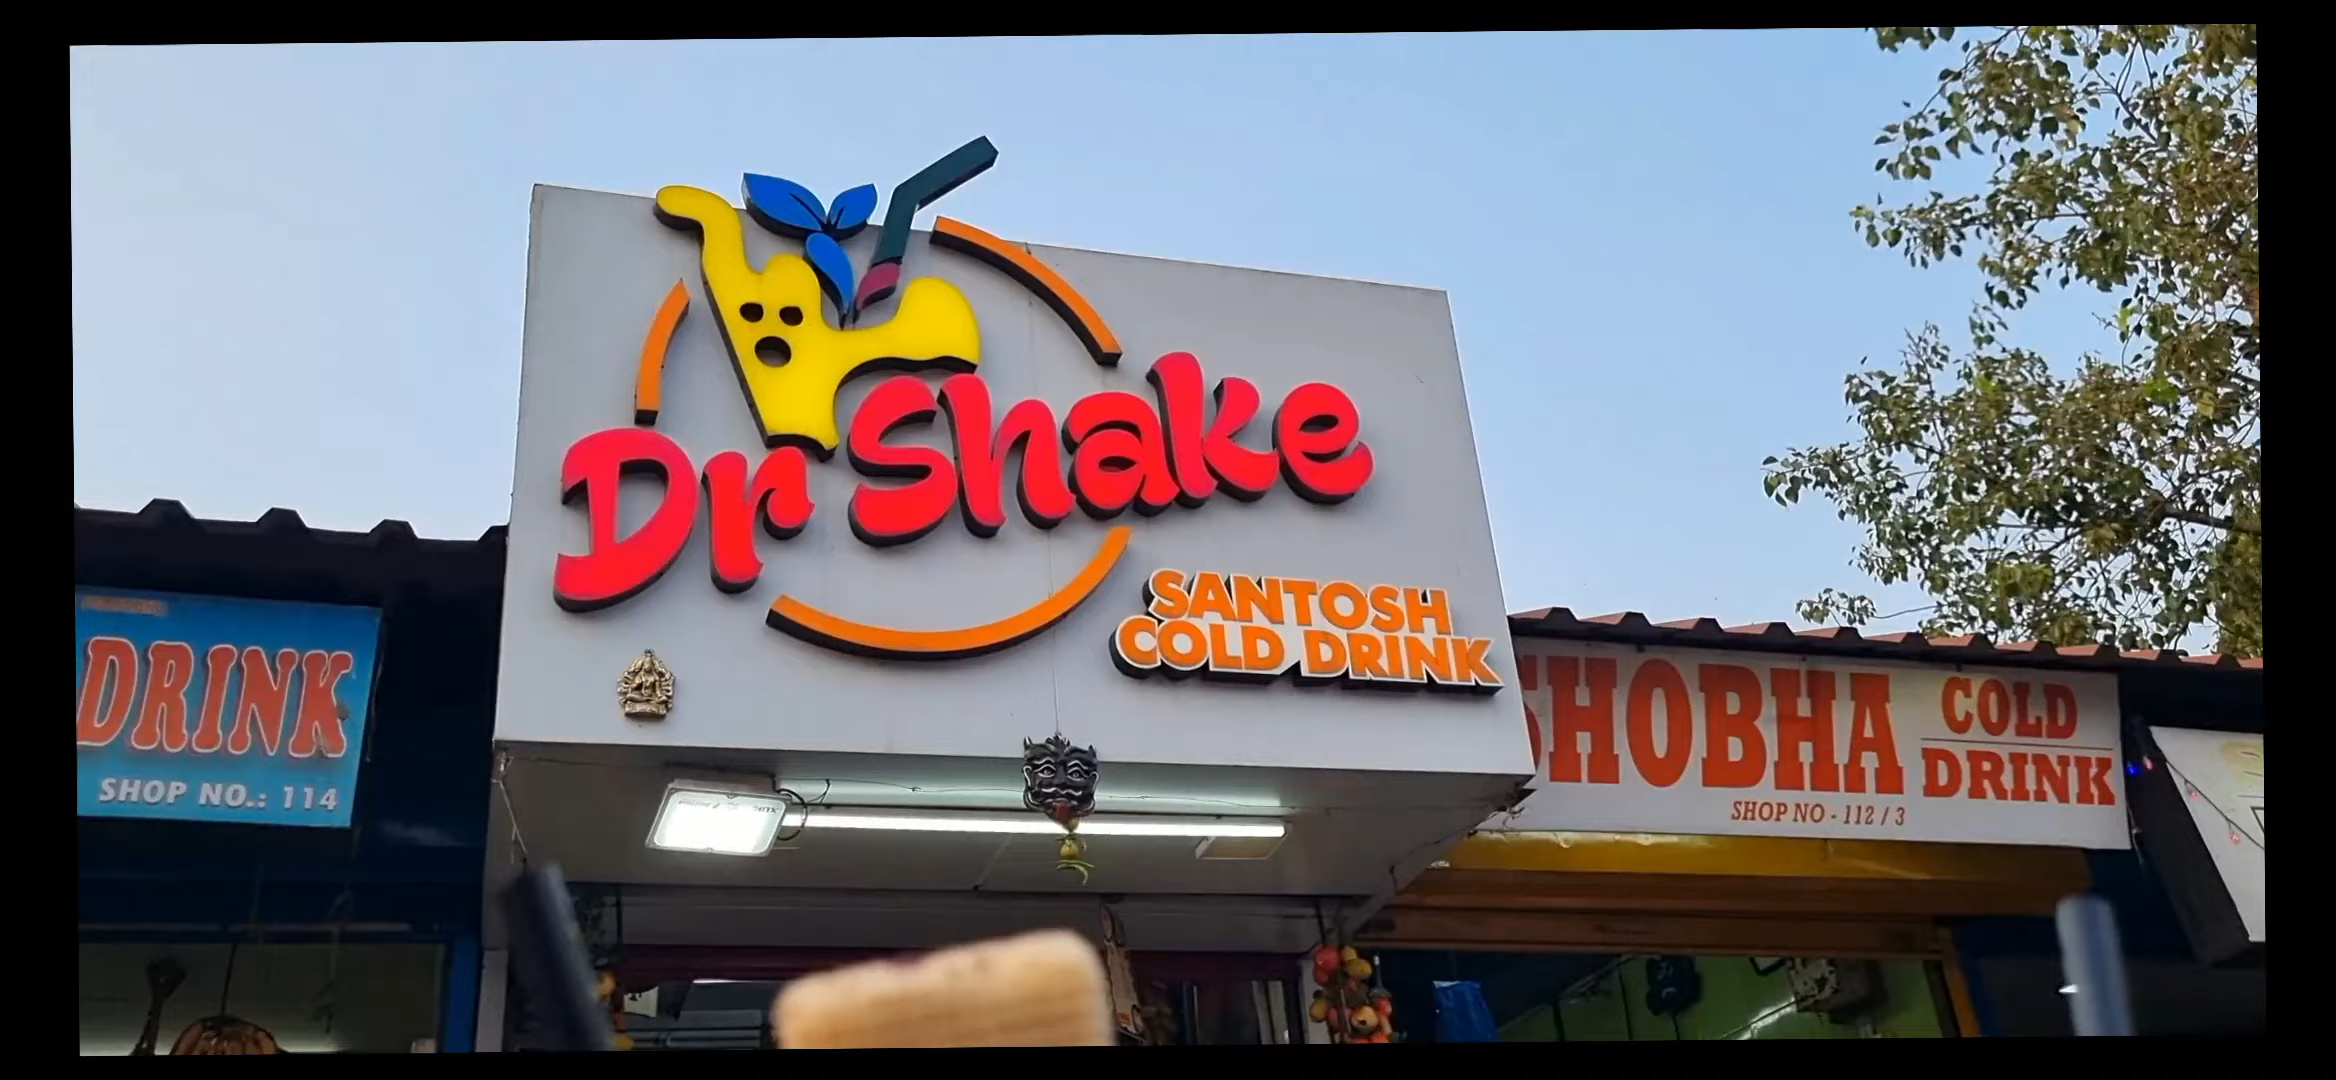 DRINK
SHOP NO.: 114
Dr Shake
SANTOSH
COLD DRINK
SHOBHA COLD
DRINK
SHOP NO - 112 / 3